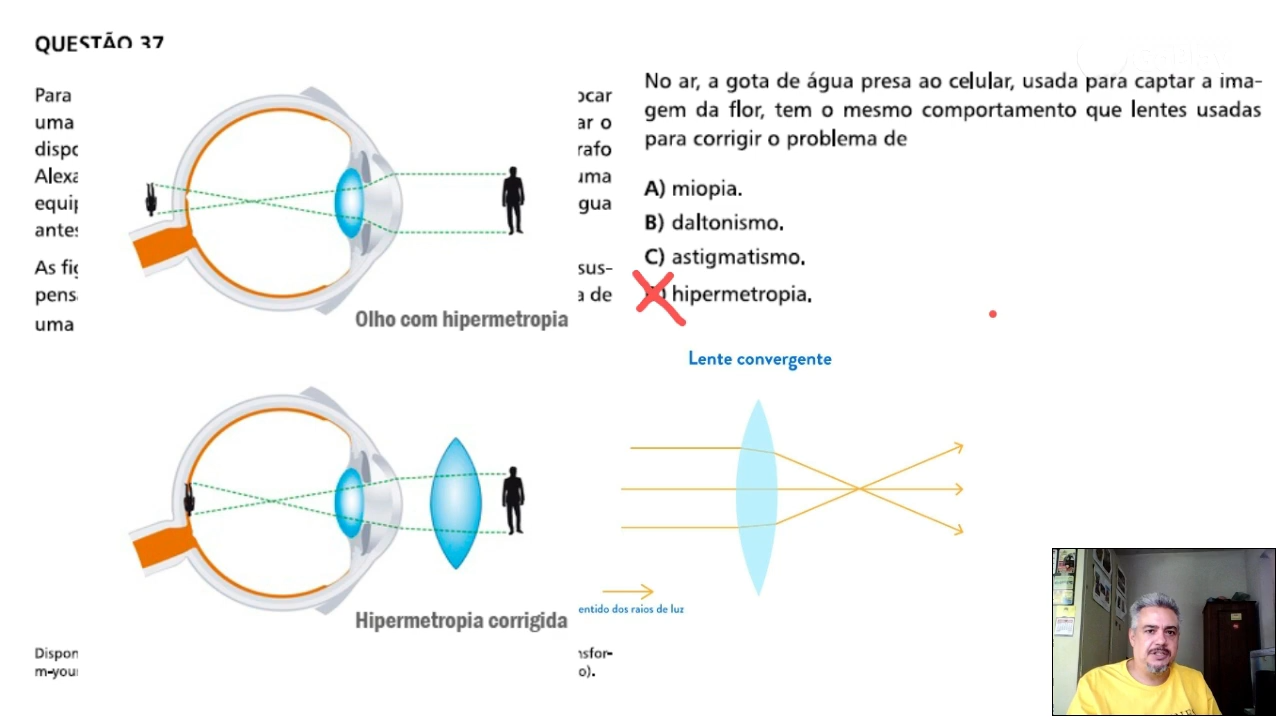 QUESTÃO 37
Para
uma
dispo
Alexa
equip
antes
As fig
pens
uma
ocar
ar o
rafo
uma
gua
sus-
a de
Olho com hipermetropia
Hipermetropia corrigida
Dispon
m-your
nsfor-
o).
No ar, a gota de água presa ao celular, usada para captar a ima-
gem da flor, tem o mesmo comportamento que lentes usadas
para corrigir o problema de
A) miopia.
B) daltonismo.
C) astigmatismo.
hipermetropia.
Lente convergente
entido dos raios de luz